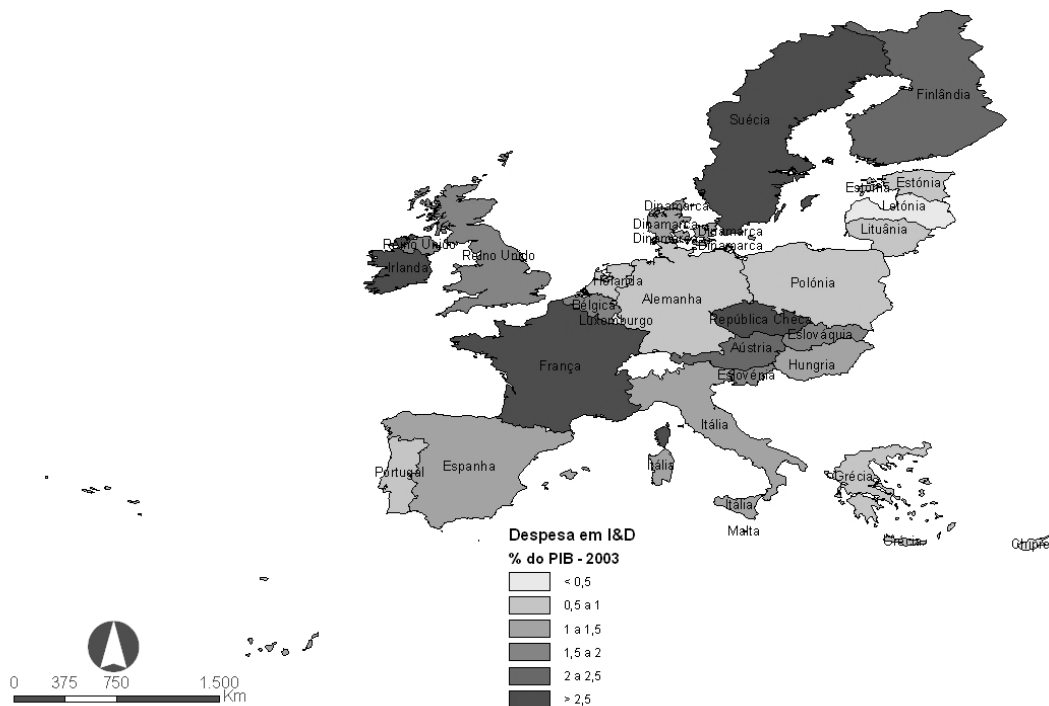 Finlândia
Suécia
Estónia
Estónia
Letónia
Lituânia
Dinamarca
Dinamarca
Dinamarca
Dinamarca
Dinamarca
Reino Unido
Reino Unido
Irlanda
Holanda
Alemanha
Polónia
Bélgica
Luxemburgo
República Checa
Eslováquia
Áustria
Hungria
Eslovénia
França
Itália
Itália
Itália
Espanha
Portugal
Grécia
Grécia
Malta
Chipre
Despesa em I&D
% do PIB - 2003
< 0,5
0,5 a 1
1 a 1,5
1,5 a 2
2 a 2,5
> 2,5
0 375 750 1.500
Km